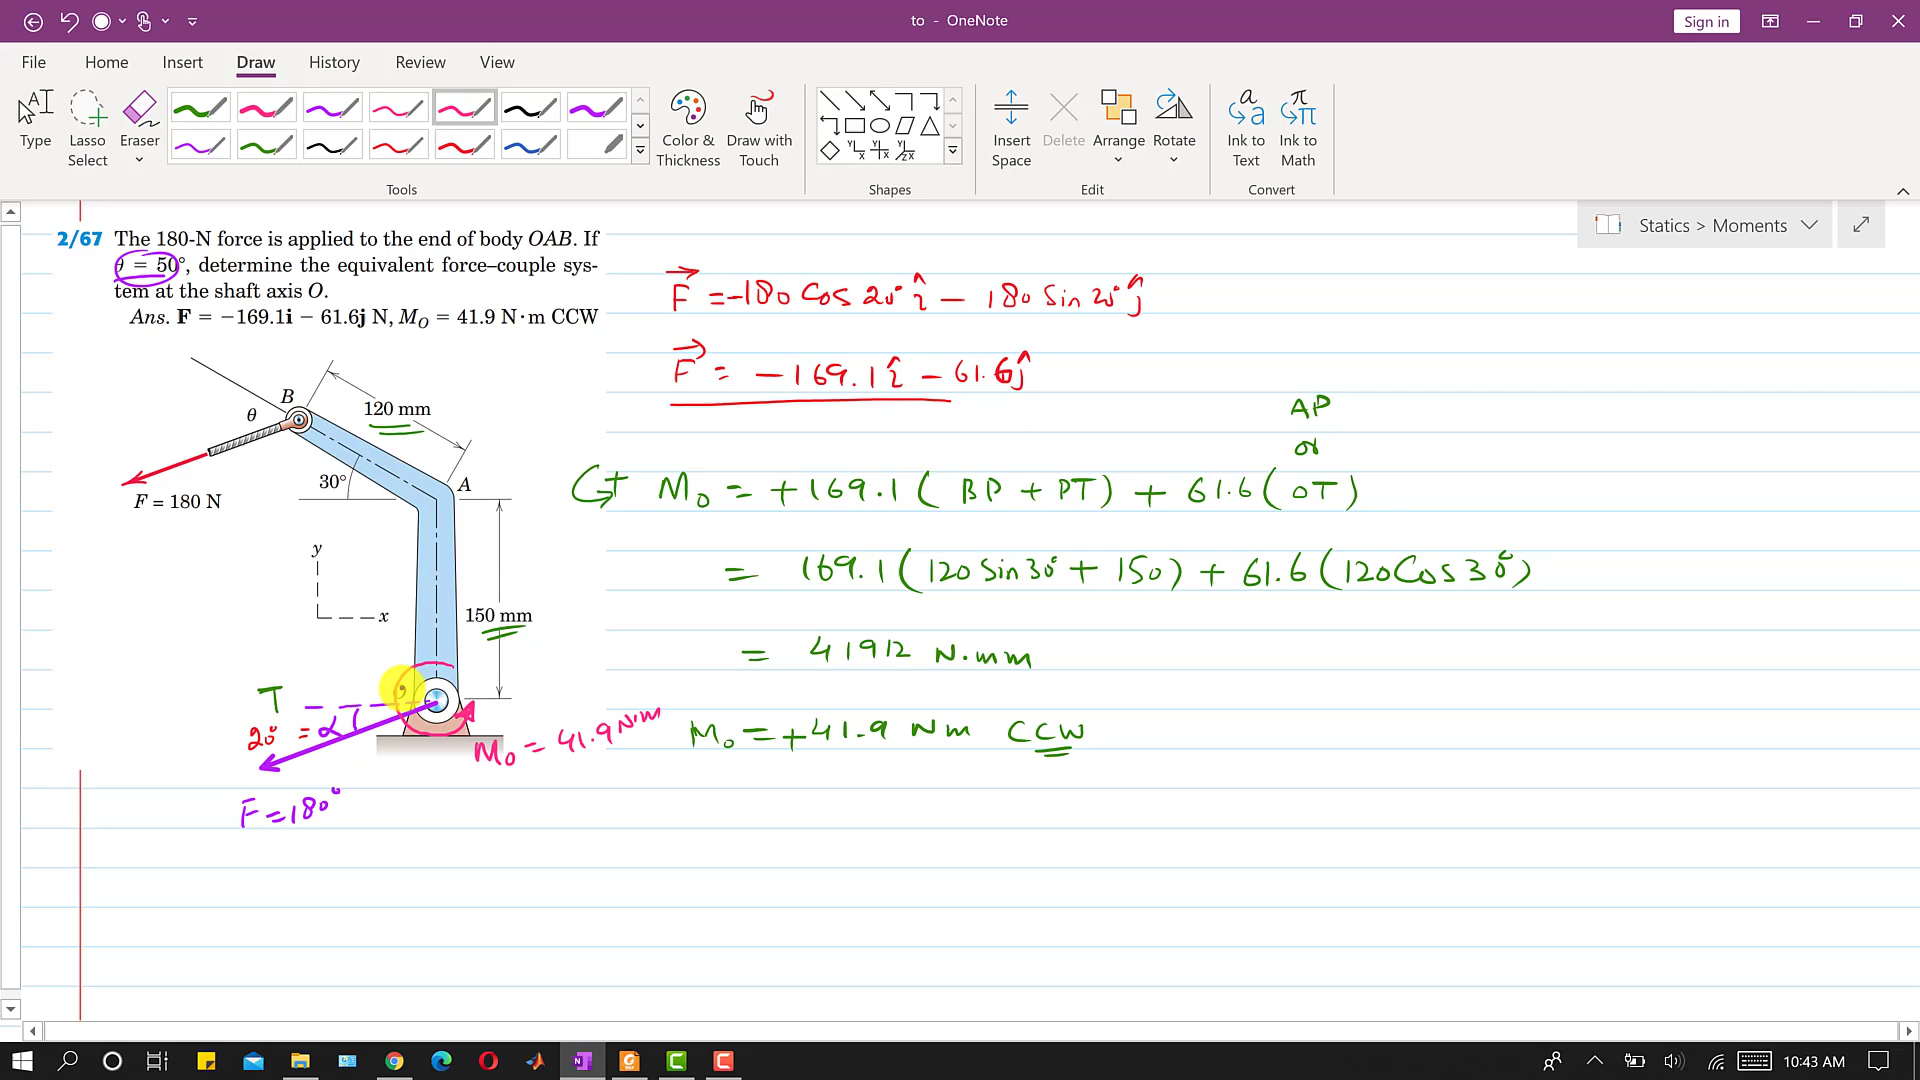 to - OneNote
Sign in
File Home Insert Draw History Review View
Type
Lasso Select
Eraser
Color & Thickness
Draw with Touch
Insert Space
Delete
Arrange
Rotate
Ink to Text
Ink to Math
Tools
Shapes
Edit
Convert
Statics > Moments
2/67 The 180-N force is applied to the end of body OAB. If
θ = 50°, determine the equivalent force–couple sys-
tem at the shaft axis O.
Ans. F = −169.1i − 61.6j N, M_O = 41.9 N·m CCW
B
θ
120 mm
30°
A
F = 180 N
y
x
150 mm
T
20° = α
F = 180°
M_O = 41.9 N·m
F = -180 Cos 20° î - 180 Sin 20° ĵ
F = -169.1 î - 61.6 ĵ
AP
or
+ M_O = +169.1 ( BP + PT ) + 61.6 ( OT )
= 169.1 (120 Sin 30° + 150) + 61.6 (120 Cos 30°)
= 41912 N.mm
M_O = +41.9 Nm CCW
10:43 AM